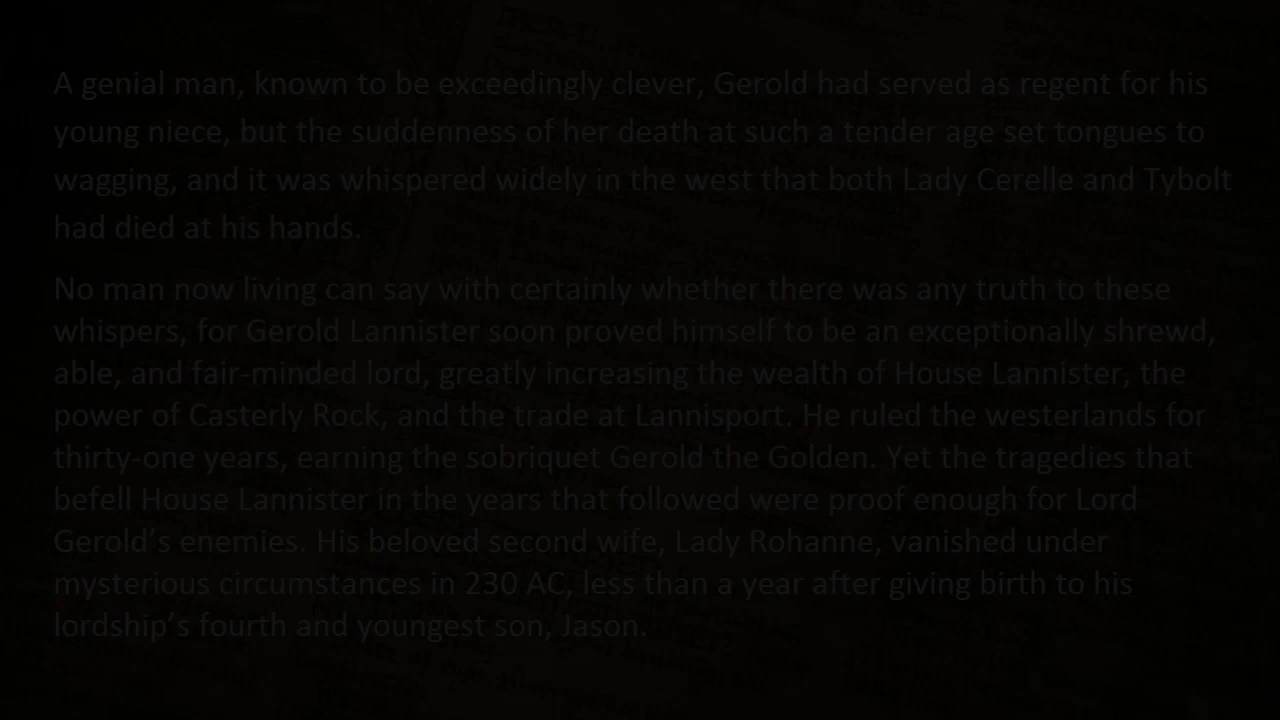 A genial man, known to be exceedingly clever, Gerold had served as regent for his
young niece, but the suddenness of her death at such a tender age set tongues to
wagging, and it was whispered widely in the west that both Lady Cerelle and Tybolt
had died at his hands.
No man now living can say with certainly whether there was any truth to these
whispers, for Gerold Lannister soon proved himself to be an exceptionally shrewd,
able, and fair-minded lord, greatly increasing the wealth of House Lannister, the
power of Casterly Rock, and the trade at Lannisport. He ruled the westerlands for
thirty-one years, earning the sobriquet Gerold the Golden. Yet the tragedies that
befell House Lannister in the years that followed were proof enough for Lord
Gerold’s enemies. His beloved second wife, Lady Rohanne, vanished under
mysterious circumstances in 230 AC, less than a year after giving birth to his
lordship’s fourth and youngest son, Jason.